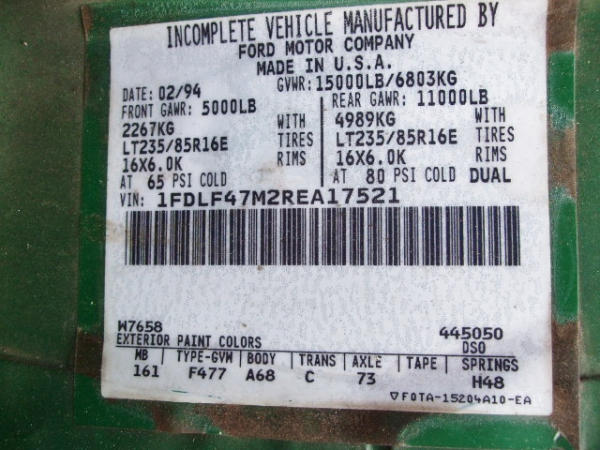 INCOMPLETE VEHICLE MANUFACTURED BY
FORD MOTOR COMPANY
MADE IN U.S.A.
DATE: 02/94 GVWR: 15000LB/6803KG
FRONT GAWR: 5000LB REAR GAWR: 11000LB
2267KG WITH 4989KG WITH
LT235/85R16E TIRES LT235/85R16E TIRES
16X6.0K RIMS 16X6.0K RIMS
AT 65 PSI COLD AT 80 PSI COLD DUAL
VIN: 1FDLF47M2REA17521
W7658 445050
EXTERIOR PAINT COLORS DSO
MB TYPE-GVM BODY TRANS AXLE TAPE SPRINGS
161 F477 A68 C 73 H48
▽F0TA-15204A10-EA